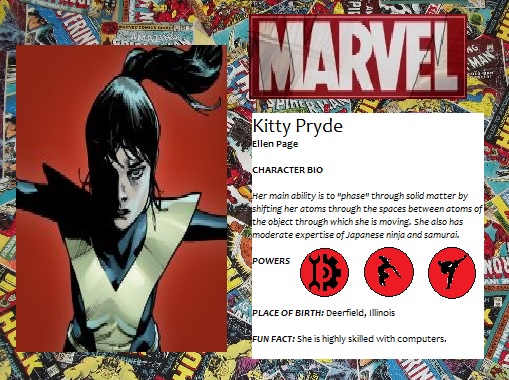 MARVEL
Kitty Pryde
Ellen Page
CHARACTER BIO
Her main ability is to "phase" through solid matter by
shifting her atoms through the spaces between atoms of
the object through which she is moving. She also has
moderate expertise of Japanese ninja and samurai.
POWERS
PLACE OF BIRTH: Deerfield, Illinois
FUN FACT: She is highly skilled with computers.